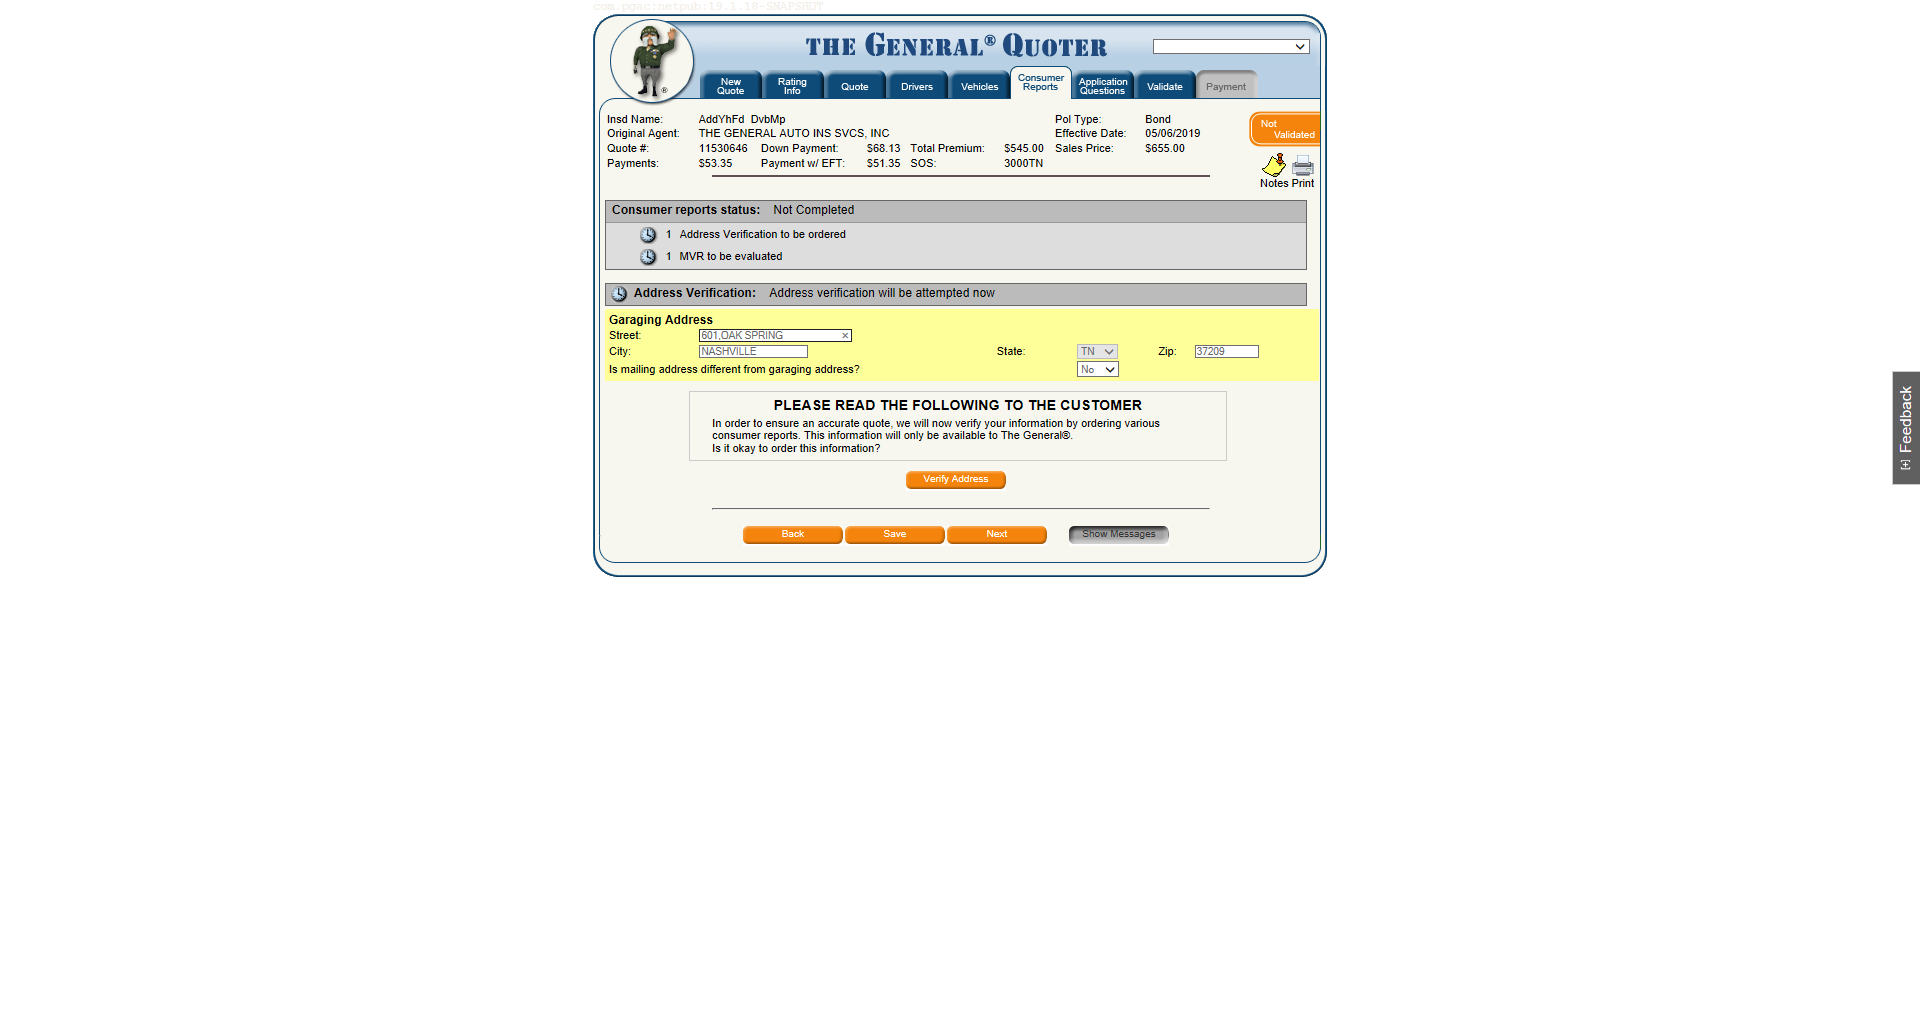 com.pgac:netpub:19.1.18-SNAPSHOT
THE GENERAL® QUOTER
New Quote
Rating Info
Quote
Drivers
Vehicles
Consumer Reports
Application Questions
Validate
Payment
®
Insd Name: AddYhFd DvbMp Pol Type: Bond
Original Agent: THE GENERAL AUTO INS SVCS, INC Effective Date: 05/06/2019
Quote #: 11530646 Down Payment: $68.13 Total Premium: $545.00 Sales Price: $655.00
Payments: $53.35 Payment w/ EFT: $51.35 SOS: 3000TN
Not Validated
Notes Print
Consumer reports status: Not Completed
1 Address Verification to be ordered
1 MVR to be evaluated
Address Verification: Address verification will be attempted now
Garaging Address
Street: 601,OAK SPRING ×
City: NASHVILLE State: TN Zip: 37209
Is mailing address different from garaging address? No
PLEASE READ THE FOLLOWING TO THE CUSTOMER
In order to ensure an accurate quote, we will now verify your information by ordering various
consumer reports. This information will only be available to The General®.
Is it okay to order this information?
Verify Address
Back Save Next Show Messages
[+] Feedback